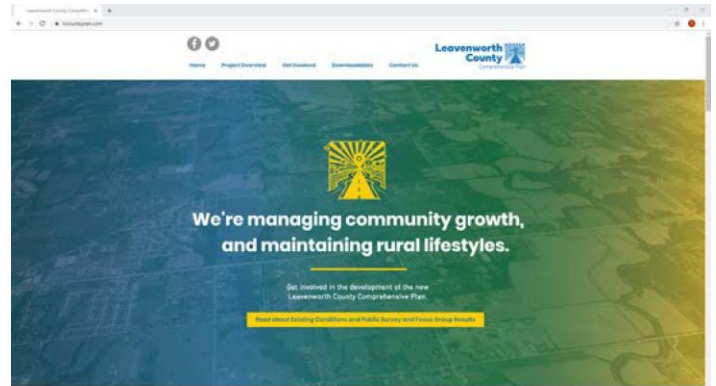 Leavenworth County
Home Project Overview Get Involved Downloadables Contact Us
Leavenworth
County
Comprehensive Plan
We're managing community growth,
and maintaining rural lifestyles.
Get involved in the development of the new
Leavenworth County Comprehensive Plan.
Read about Existing Conditions and Public Survey and Focus Group Results